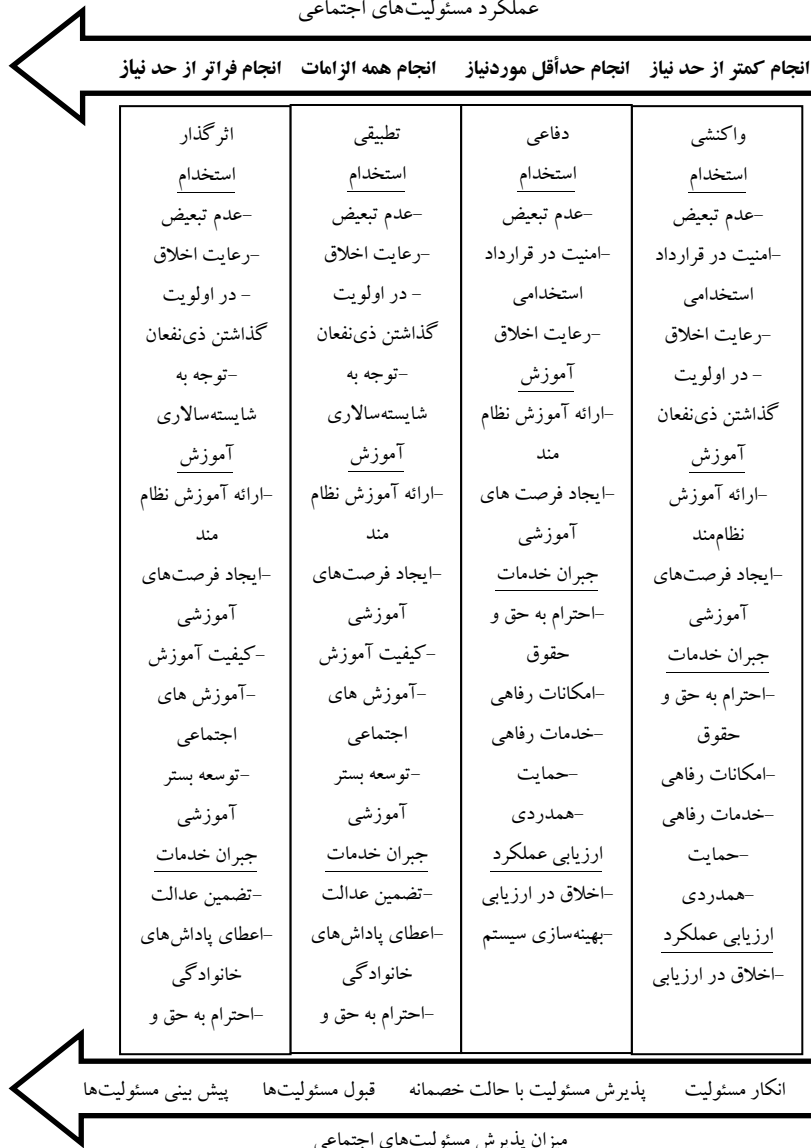 عملکرد مسئولیت‌های اجتماعی
انجام کمتر از حد نیاز انجام حدأقل موردنیاز انجام همه الزامات انجام فراتر از حد نیاز
واکنشی
استخدام
-عدم تبعیض
-امنیت در قرارداد
استخدامی
-رعایت اخلاق
- در اولویت
گذاشتن ذی‌نفعان
آموزش
-ارائه آموزش
نظام‌مند
-ایجاد فرصت‌های
آموزشی
جبران خدمات
-احترام به حق و
حقوق
-امکانات رفاهی
-خدمات رفاهی
-حمایت
-همدردی
ارزیابی عملکرد
-اخلاق در ارزیابی
دفاعی
استخدام
-عدم تبعیض
-امنیت در قرارداد
استخدامی
-رعایت اخلاق
آموزش
-ارائه آموزش نظام
مند
-ایجاد فرصت های
آموزشی
جبران خدمات
-احترام به حق و
حقوق
-امکانات رفاهی
-خدمات رفاهی
-حمایت
-همدردی
ارزیابی عملکرد
-اخلاق در ارزیابی
-بهینه‌سازی سیستم
تطبیقی
استخدام
-عدم تبعیض
-رعایت اخلاق
- در اولویت
گذاشتن ذی‌نفعان
-توجه به
شایسته‌سالاری
آموزش
-ارائه آموزش نظام
مند
-ایجاد فرصت‌های
آموزشی
-کیفیت آموزش
-آموزش های
اجتماعی
-توسعه بستر
آموزشی
جبران خدمات
-تضمین عدالت
-اعطای پاداش‌های
خانوادگی
-احترام به حق و
اثرگذار
استخدام
-عدم تبعیض
-رعایت اخلاق
- در اولویت
گذاشتن ذی‌نفعان
-توجه به
شایسته‌سالاری
آموزش
-ارائه آموزش نظام
مند
-ایجاد فرصت‌های
آموزشی
-کیفیت آموزش
-آموزش های
اجتماعی
-توسعه بستر
آموزشی
جبران خدمات
-تضمین عدالت
-اعطای پاداش‌های
خانوادگی
-احترام به حق و
انکار مسئولیت پذیرش مسئولیت با حالت خصمانه قبول مسئولیت‌ها پیش بینی مسئولیت‌ها
میزان پذیرش مسئولیت‌های اجتماعی